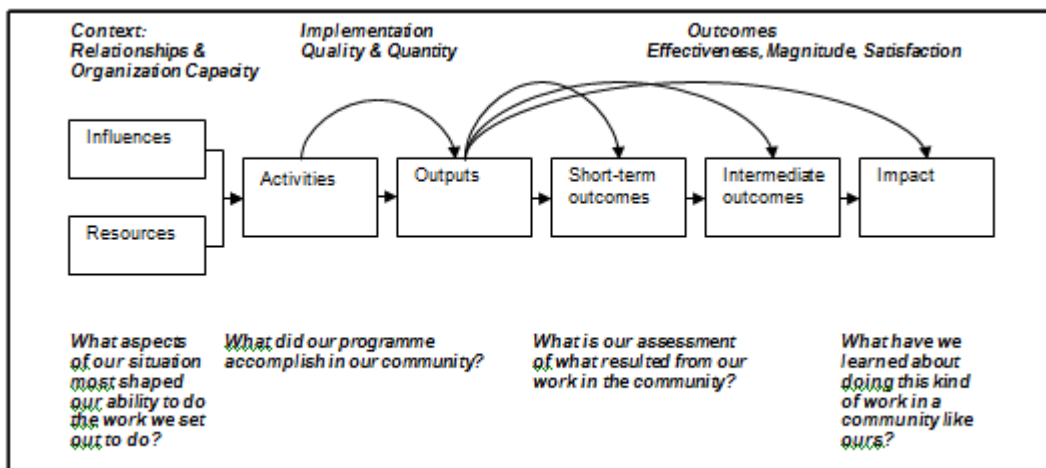 Context:
Relationships &
Organization Capacity
Implementation
Quality & Quantity
Outcomes
Effectiveness, Magnitude, Satisfaction
Influences
Resources
Activities
Outputs
Short-term
outcomes
Intermediate
outcomes
Impact
What aspects
of our situation
most shaped
our ability to do
the work we set
out to do?
What did our programme
accomplish in our community?
What is our assessment
of what resulted from our
work in the community?
What have we
learned about
doing this kind
of work in a
community like
ours?